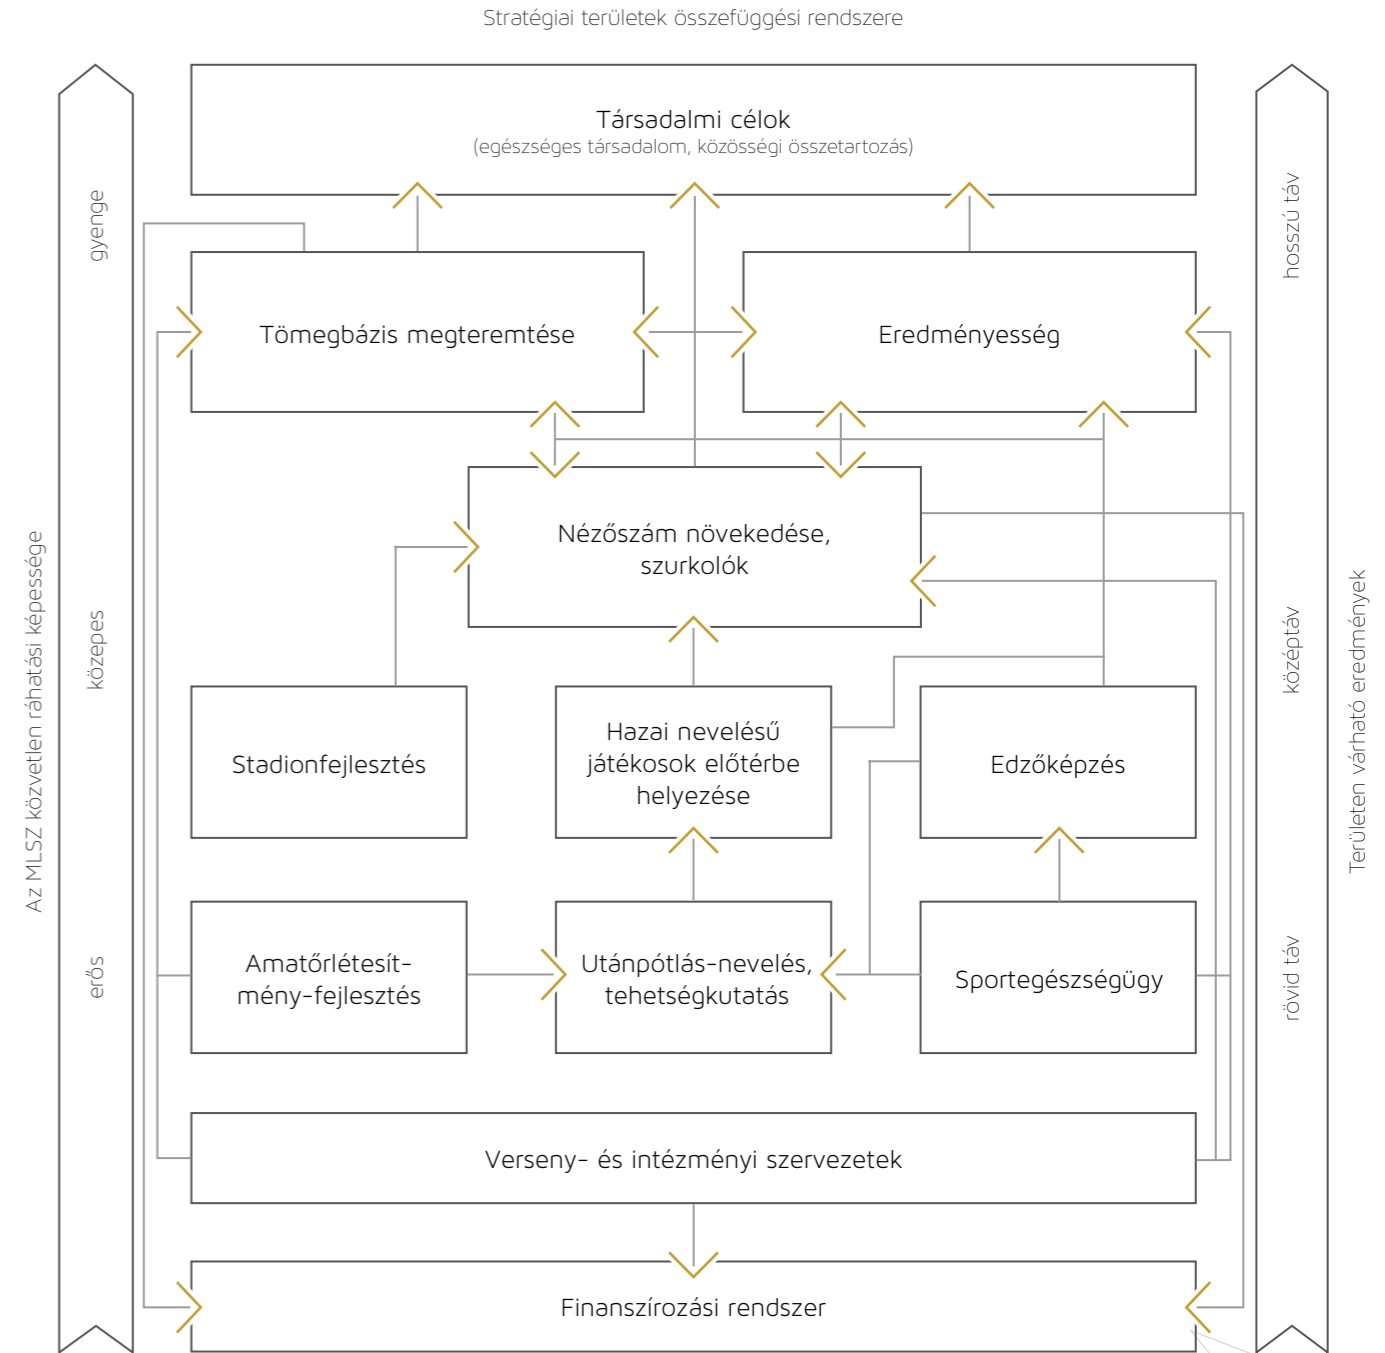 Stratégiai területek összefüggési rendszere
Társadalmi célok
(egészséges társadalom, közösségi összetartozás)
gyenge
hosszú táv
Tömegbázis megteremtése
Eredményesség
Nézőszám növekedése,
szurkolók
Az MLSZ közvetlen ráhatási képessége
közepes
középtáv
Területen várható eredmények
Stadionfejlesztés
Hazai nevelésű
játékosok előtérbe
helyezése
Edzőképzés
erős
rövid táv
Amatőrlétesít-
mény-fejlesztés
Utánpótlás-nevelés,
tehetségkutatás
Sportegészségügy
Verseny- és intézményi szervezetek
Finanszírozási rendszer